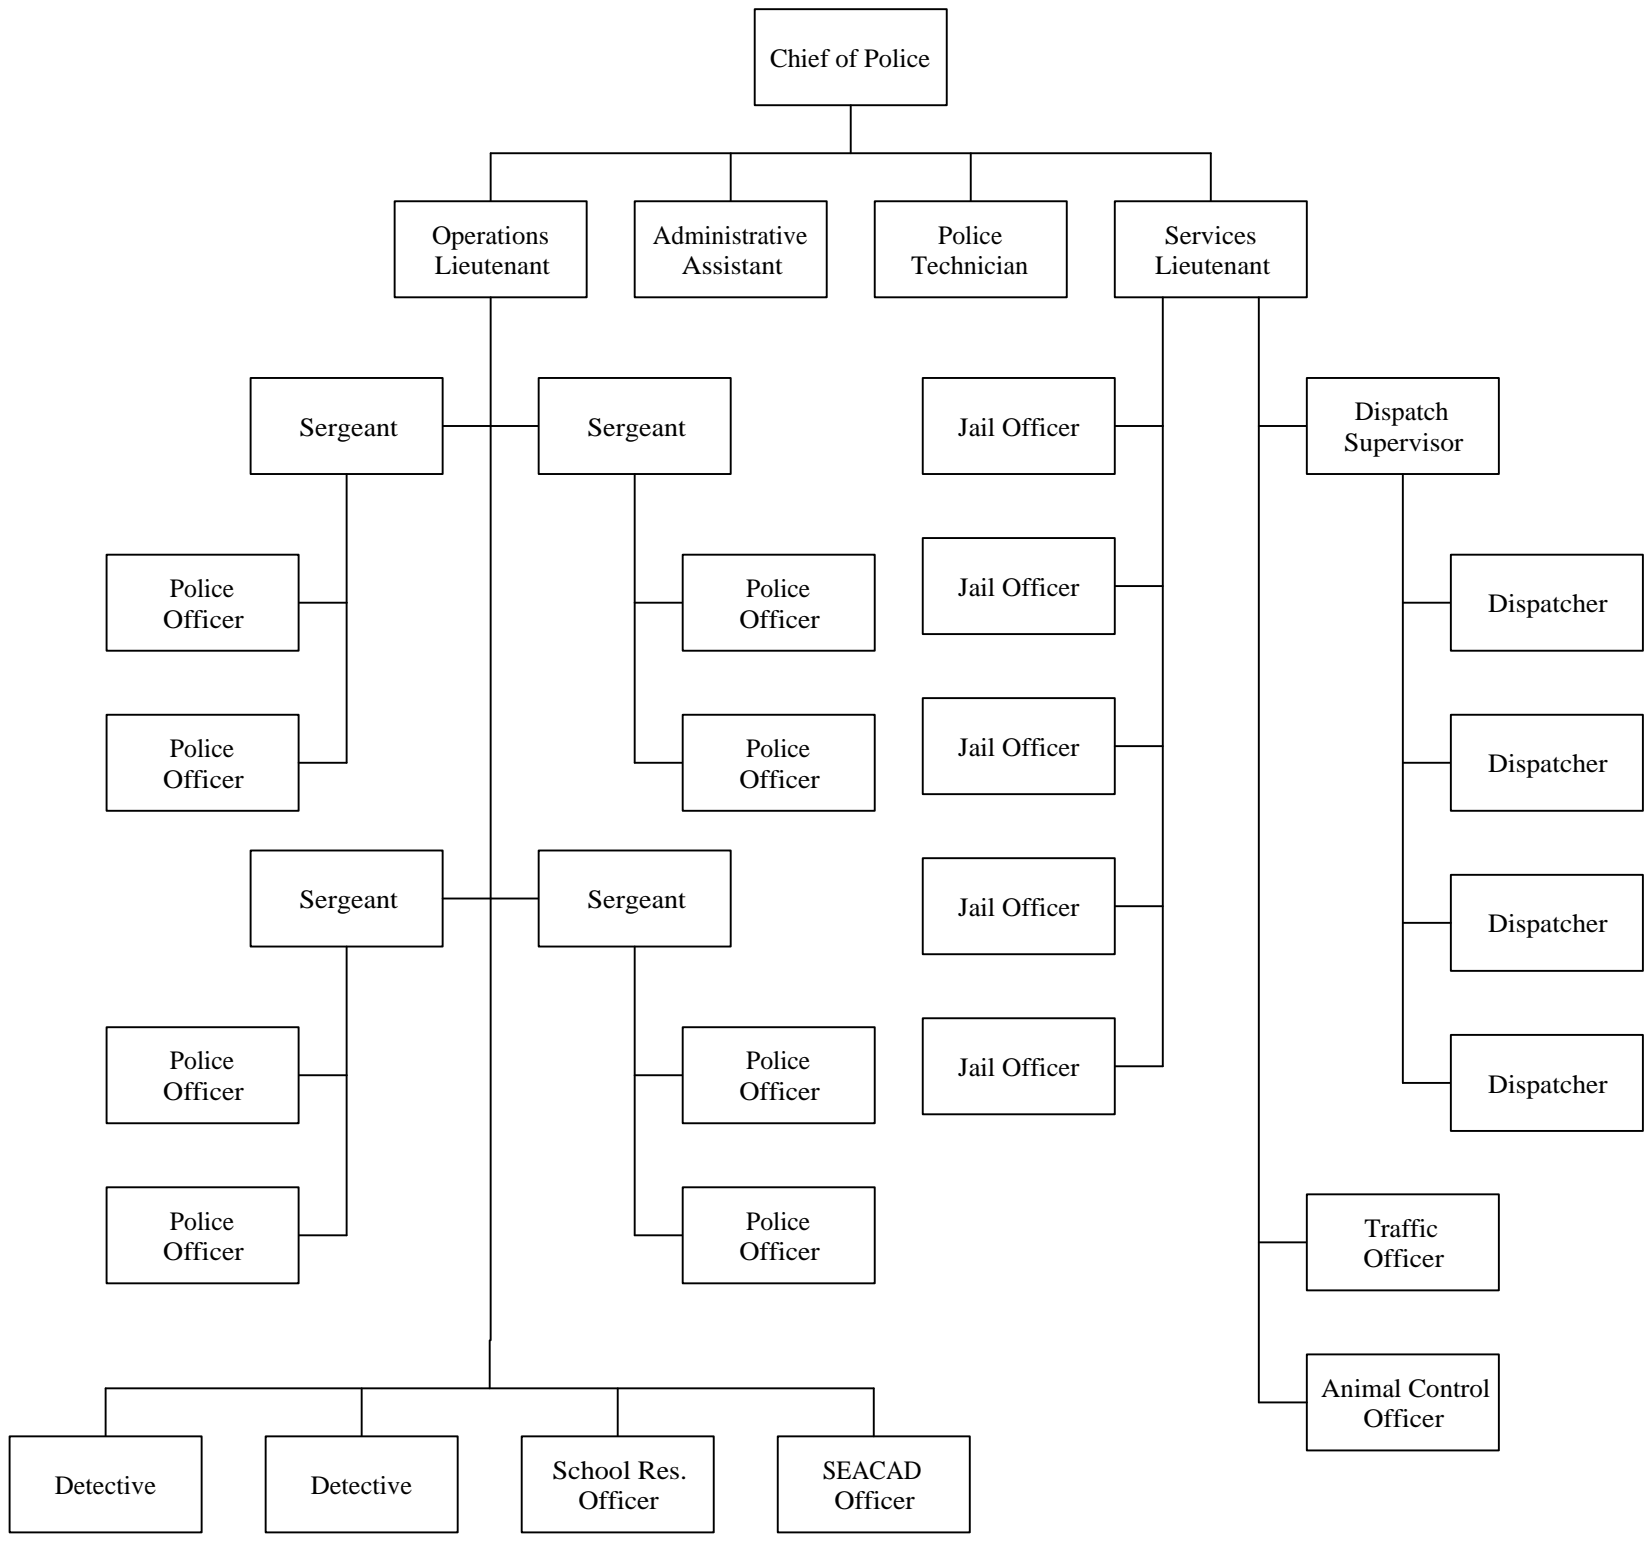 Chief of Police
Operations
Lieutenant
Administrative
Assistant
Police
Technician
Services
Lieutenant
Sergeant
Sergeant
Jail Officer
Dispatch
Supervisor
Police
Officer
Police
Officer
Jail Officer
Dispatcher
Police
Officer
Police
Officer
Jail Officer
Dispatcher
Sergeant
Sergeant
Jail Officer
Dispatcher
Police
Officer
Police
Officer
Jail Officer
Dispatcher
Police
Officer
Police
Officer
Traffic
Officer
Animal Control
Officer
Detective
Detective
School Res.
Officer
SEACAD
Officer